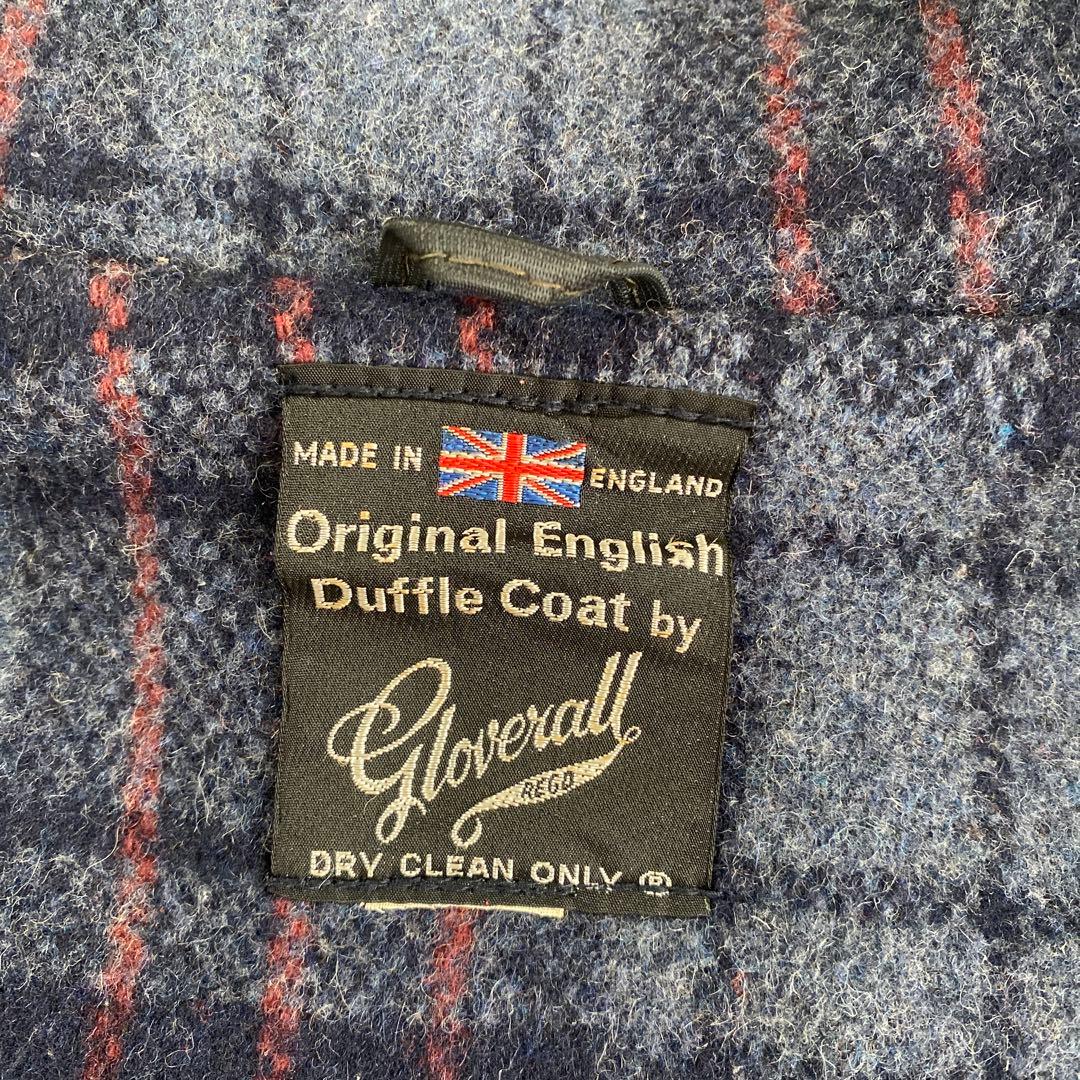 MADE IN ENGLAND
Original English
Duffle Coat by
Gloverall
REGD
DRY CLEAN ONLY Ⓟ